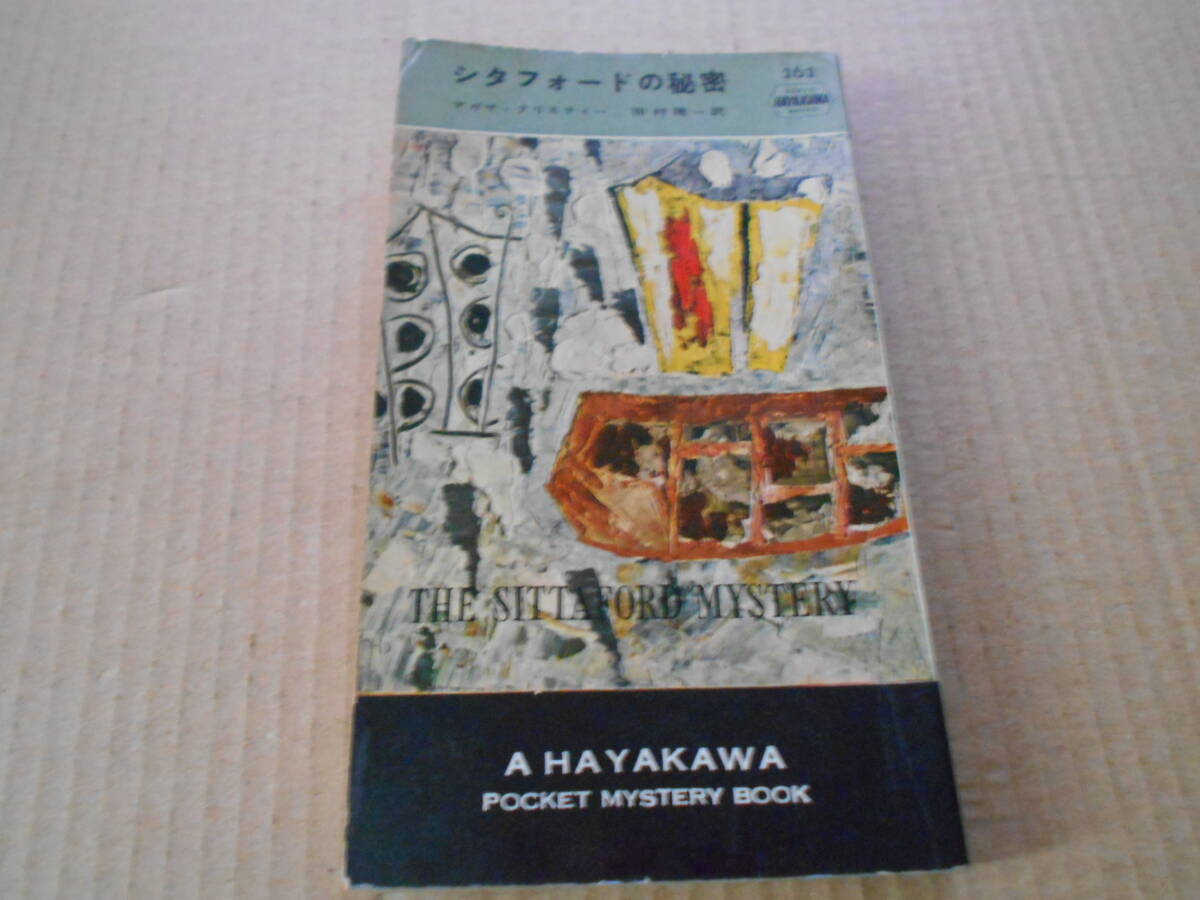 シタフォードの秘密
アガサ・クリスティー 田村隆一訳
HAYAKAWA
THE SITTAFORD MYSTERY
A HAYAKAWA
POCKET MYSTERY BOOK